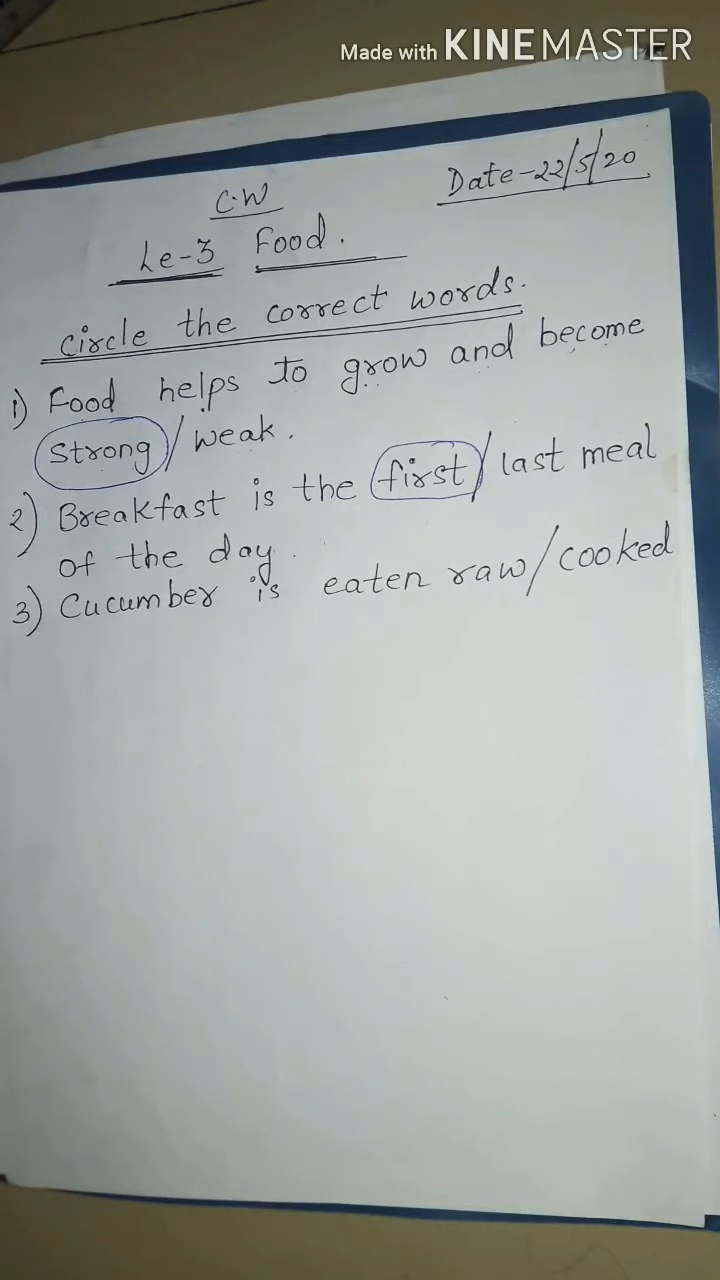 Made with KINEMASTER
C.W
Date-22/5/20
Le-3 Food.
Circle the correct words.
1) Food helps to grow and become
Strong/weak.
2) Breakfast is the first/last meal
of the day.
3) Cucumber is eaten raw/cooked